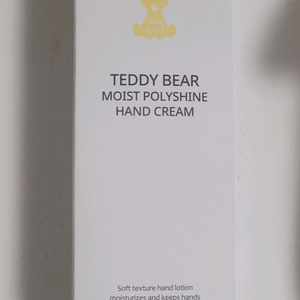 TEDDY BEAR
MOIST POLYSHINE
HAND CREAM
Soft texture hand lotion
moisturizes and keeps hands